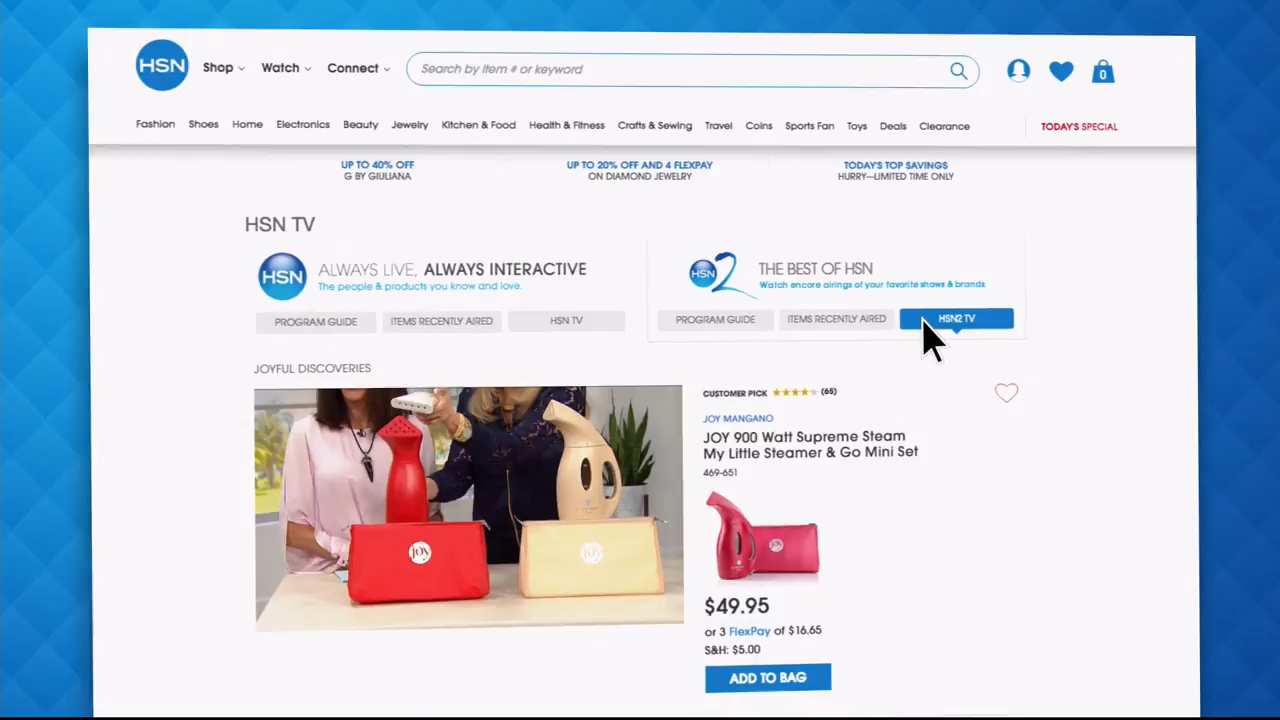 HSN Shop Watch Connect Search by item # or keyword 0
Fashion Shoes Home Electronics Beauty Jewelry Kitchen & Food Health & Fitness Crafts & Sewing Travel Coins Sports Fan Toys Deals Clearance TODAY'S SPECIAL
UP TO 40% OFF
G BY GIULIANA
UP TO 20% OFF AND 4 FLEXPAY
ON DIAMOND JEWELRY
TODAY'S TOP SAVINGS
HURRY—LIMITED TIME ONLY
HSN TV
HSN ALWAYS LIVE, ALWAYS INTERACTIVE
The people & products you know and love.
PROGRAM GUIDE ITEMS RECENTLY AIRED HSN TV
HSN2 THE BEST OF HSN
Watch encore airings of your favorite shows & brands.
PROGRAM GUIDE ITEMS RECENTLY AIRED HSN2 TV
JOYFUL DISCOVERIES
joy joy
CUSTOMER PICK (65)
JOY MANGANO
JOY 900 Watt Supreme Steam
My Little Steamer & Go Mini Set
469-651
joy
$49.95
or 3 FlexPay of $16.65
S&H: $5.00
ADD TO BAG